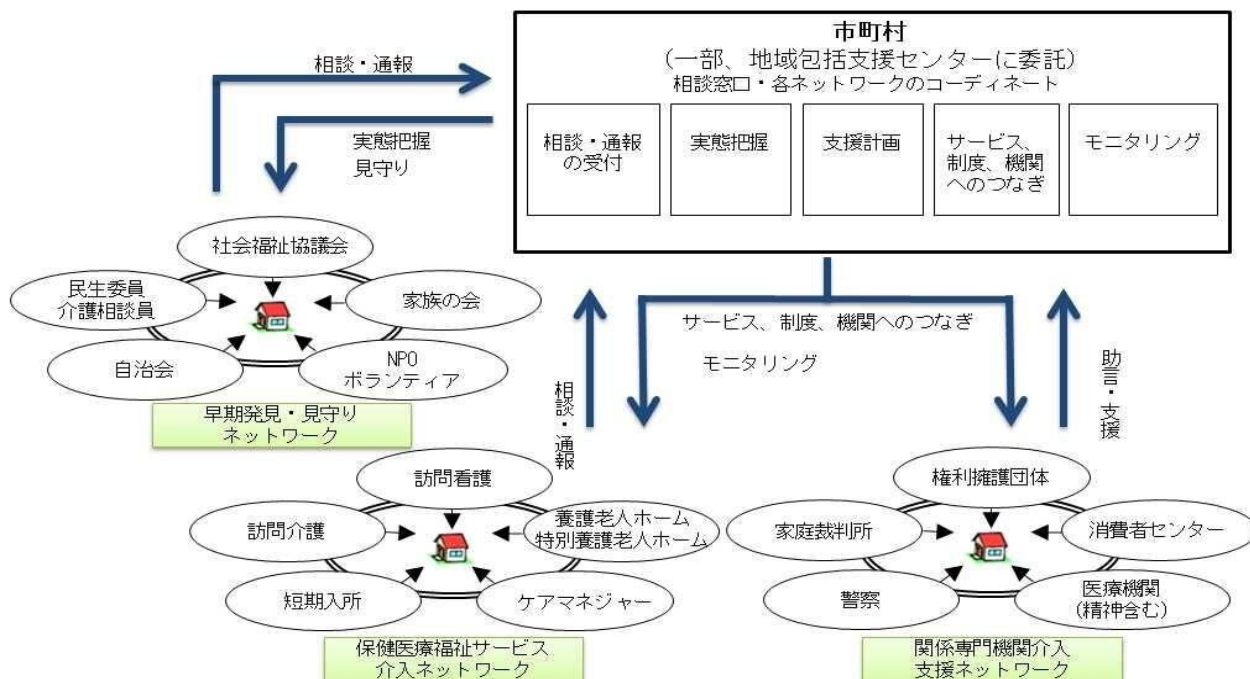 市町村
（一部、地域包括支援センターに委託）
相談窓口・各ネットワークのコーディネート
相談・通報
の受付
実態把握
支援計画
サービス、
制度、機関
へのつなぎ
モニタリング
相談・通報
実態把握
見守り
社会福祉協議会
民生委員
介護相談員
家族の会
自治会
NPO
ボランティア
早期発見・見守り
ネットワーク
サービス、制度、機関へのつなぎ
モニタリング
相談・通報
助言・支援
訪問看護
訪問介護
養護老人ホーム
特別養護老人ホーム
短期入所
ケアマネジャー
保健医療福祉サービス
介入ネットワーク
権利擁護団体
家庭裁判所
消費者センター
警察
医療機関
(精神含む)
関係専門機関介入
支援ネットワーク